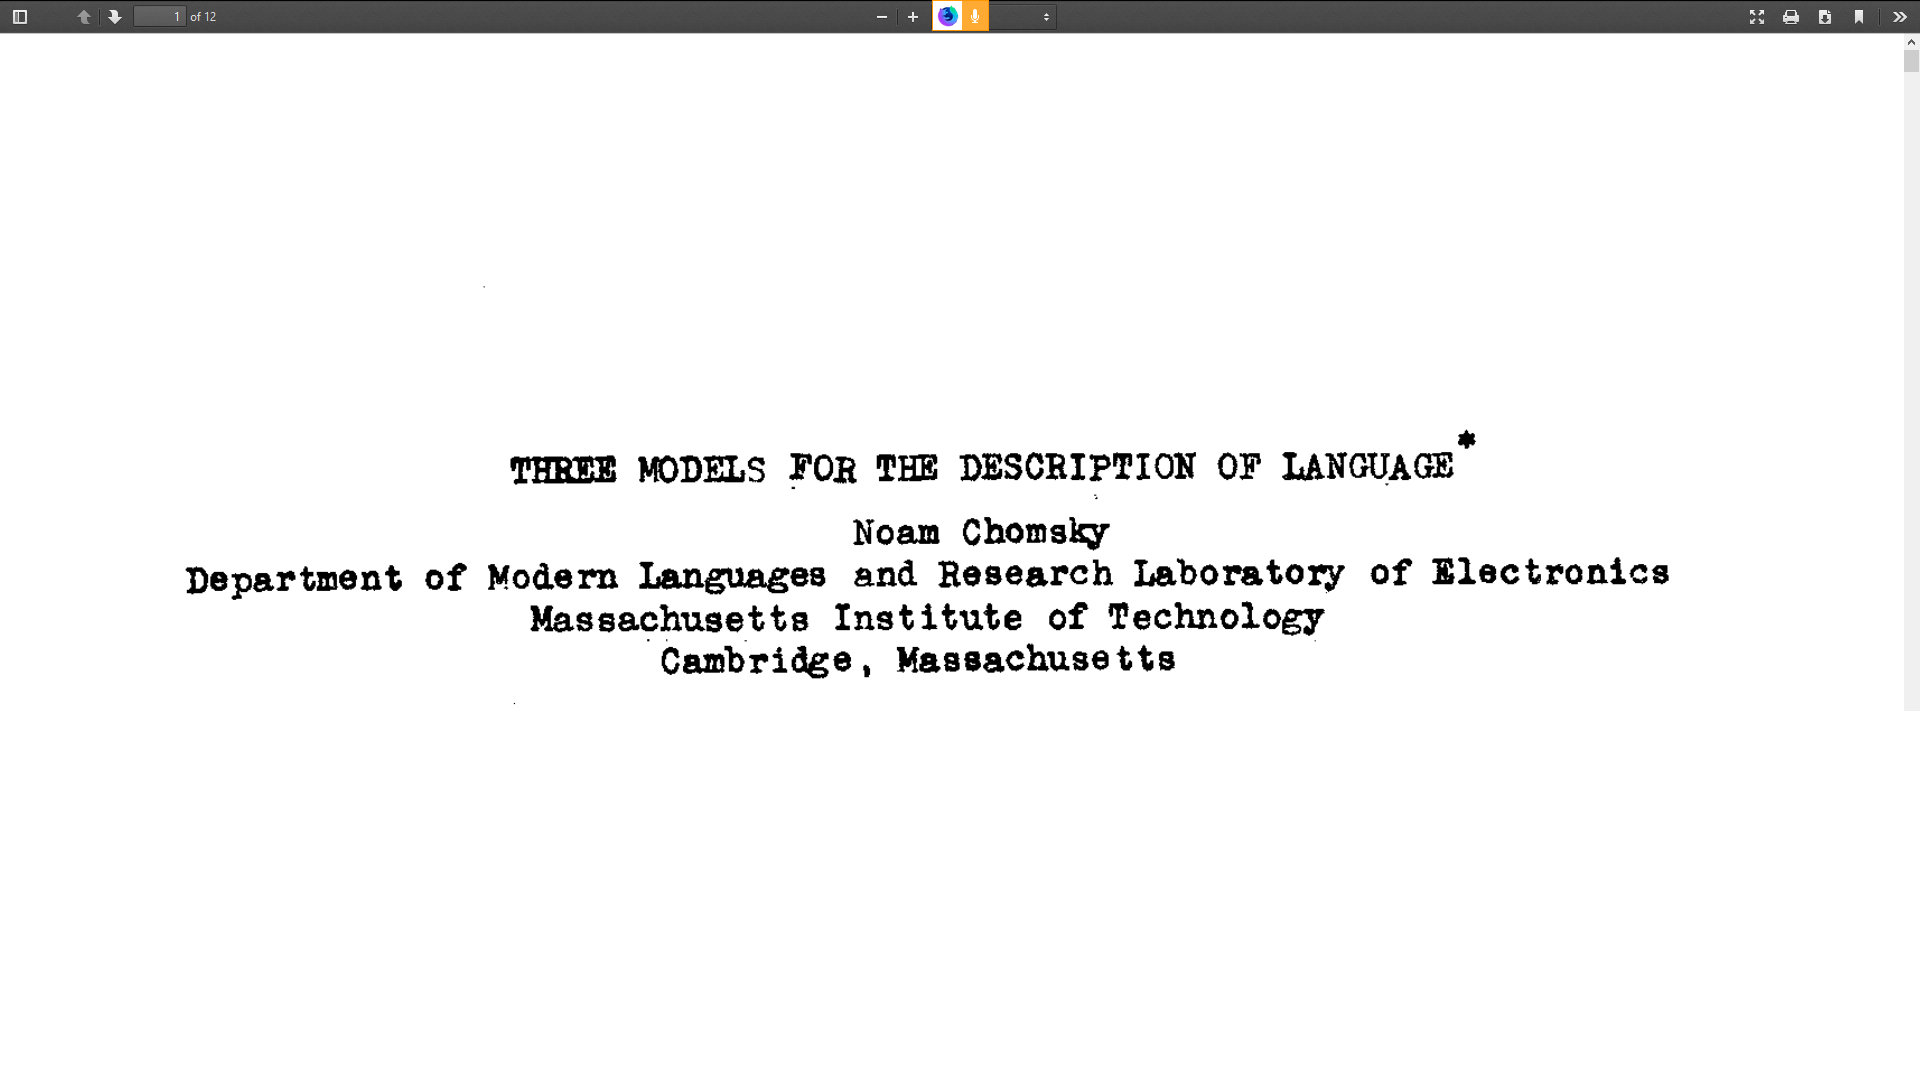 1 of 12
THREE MODELS FOR THE DESCRIPTION OF LANGUAGE*
Noam Chomsky
Department of Modern Languages and Research Laboratory of Electronics
Massachusetts Institute of Technology
Cambridge, Massachusetts